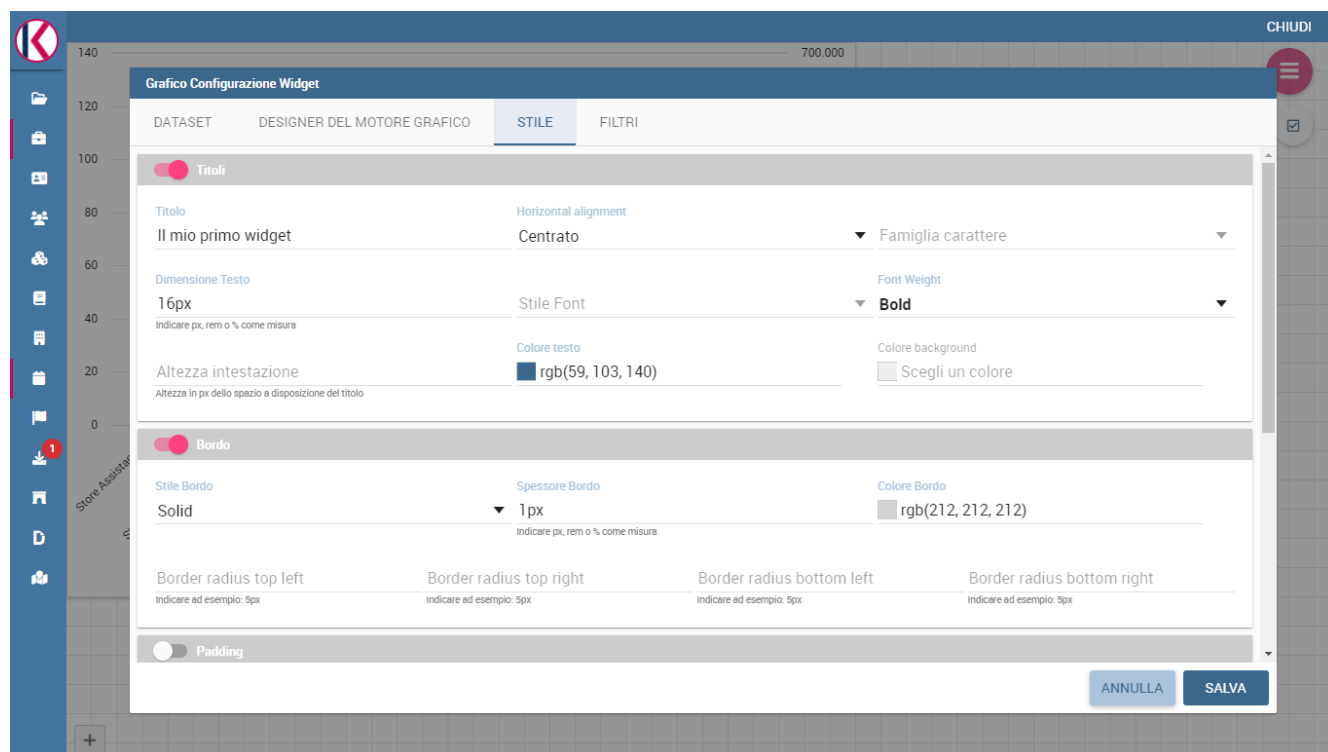 CHIUDI
140
700.000
Grafico Configurazione Widget
120
DATASET
DESIGNER DEL MOTORE GRAFICO
STILE
FILTRI
100
Titoli
80
Titolo
Horizontal alignment
Il mio primo widget
Centrato
Famiglia carattere
60
Dimensione Testo
Font Weight
16px
Stile Font
Bold
Indicare px, rem o % come misura
40
Colore testo
Colore background
20
Altezza intestazione
rgb(59, 103, 140)
Scegli un colore
Altezza in px dello spazio a disposizione del titolo
0
Bordo
1
Store Assistan
Stile Bordo
Spessore Bordo
Colore Bordo
Solid
1px
rgb(212, 212, 212)
Indicare px, rem o % come misura
D
Border radius top left
Border radius top right
Border radius bottom left
Border radius bottom right
Indicare ad esempio: 5px
Indicare ad esempio: 5px
Indicare ad esempio: 5px
Indicare ad esempio: 5px
Padding
ANNULLA
SALVA